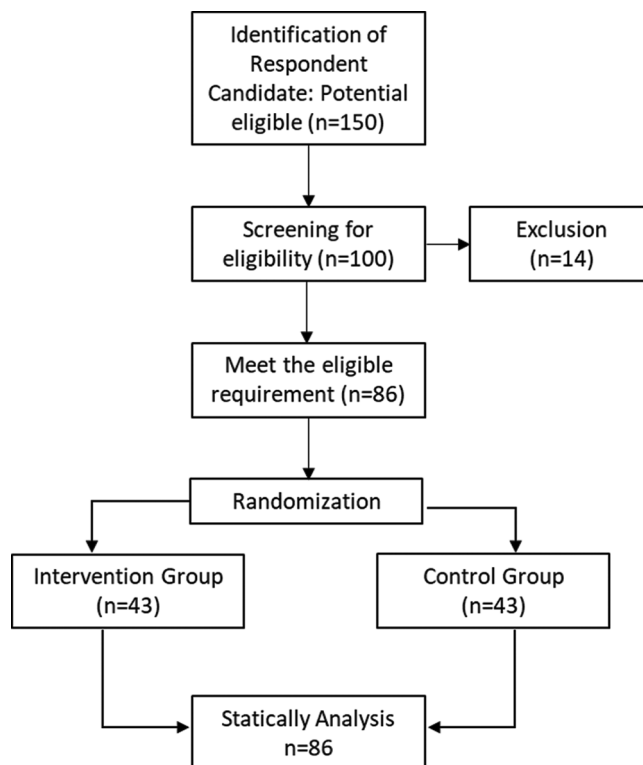 Identification of
Respondent
Candidate: Potential
eligible (n=150)
Screening for
eligibility (n=100)
Exclusion
(n=14)
Meet the eligible
requirement (n=86)
Randomization
Intervention Group
(n=43)
Control Group
(n=43)
Statically Analysis
n=86